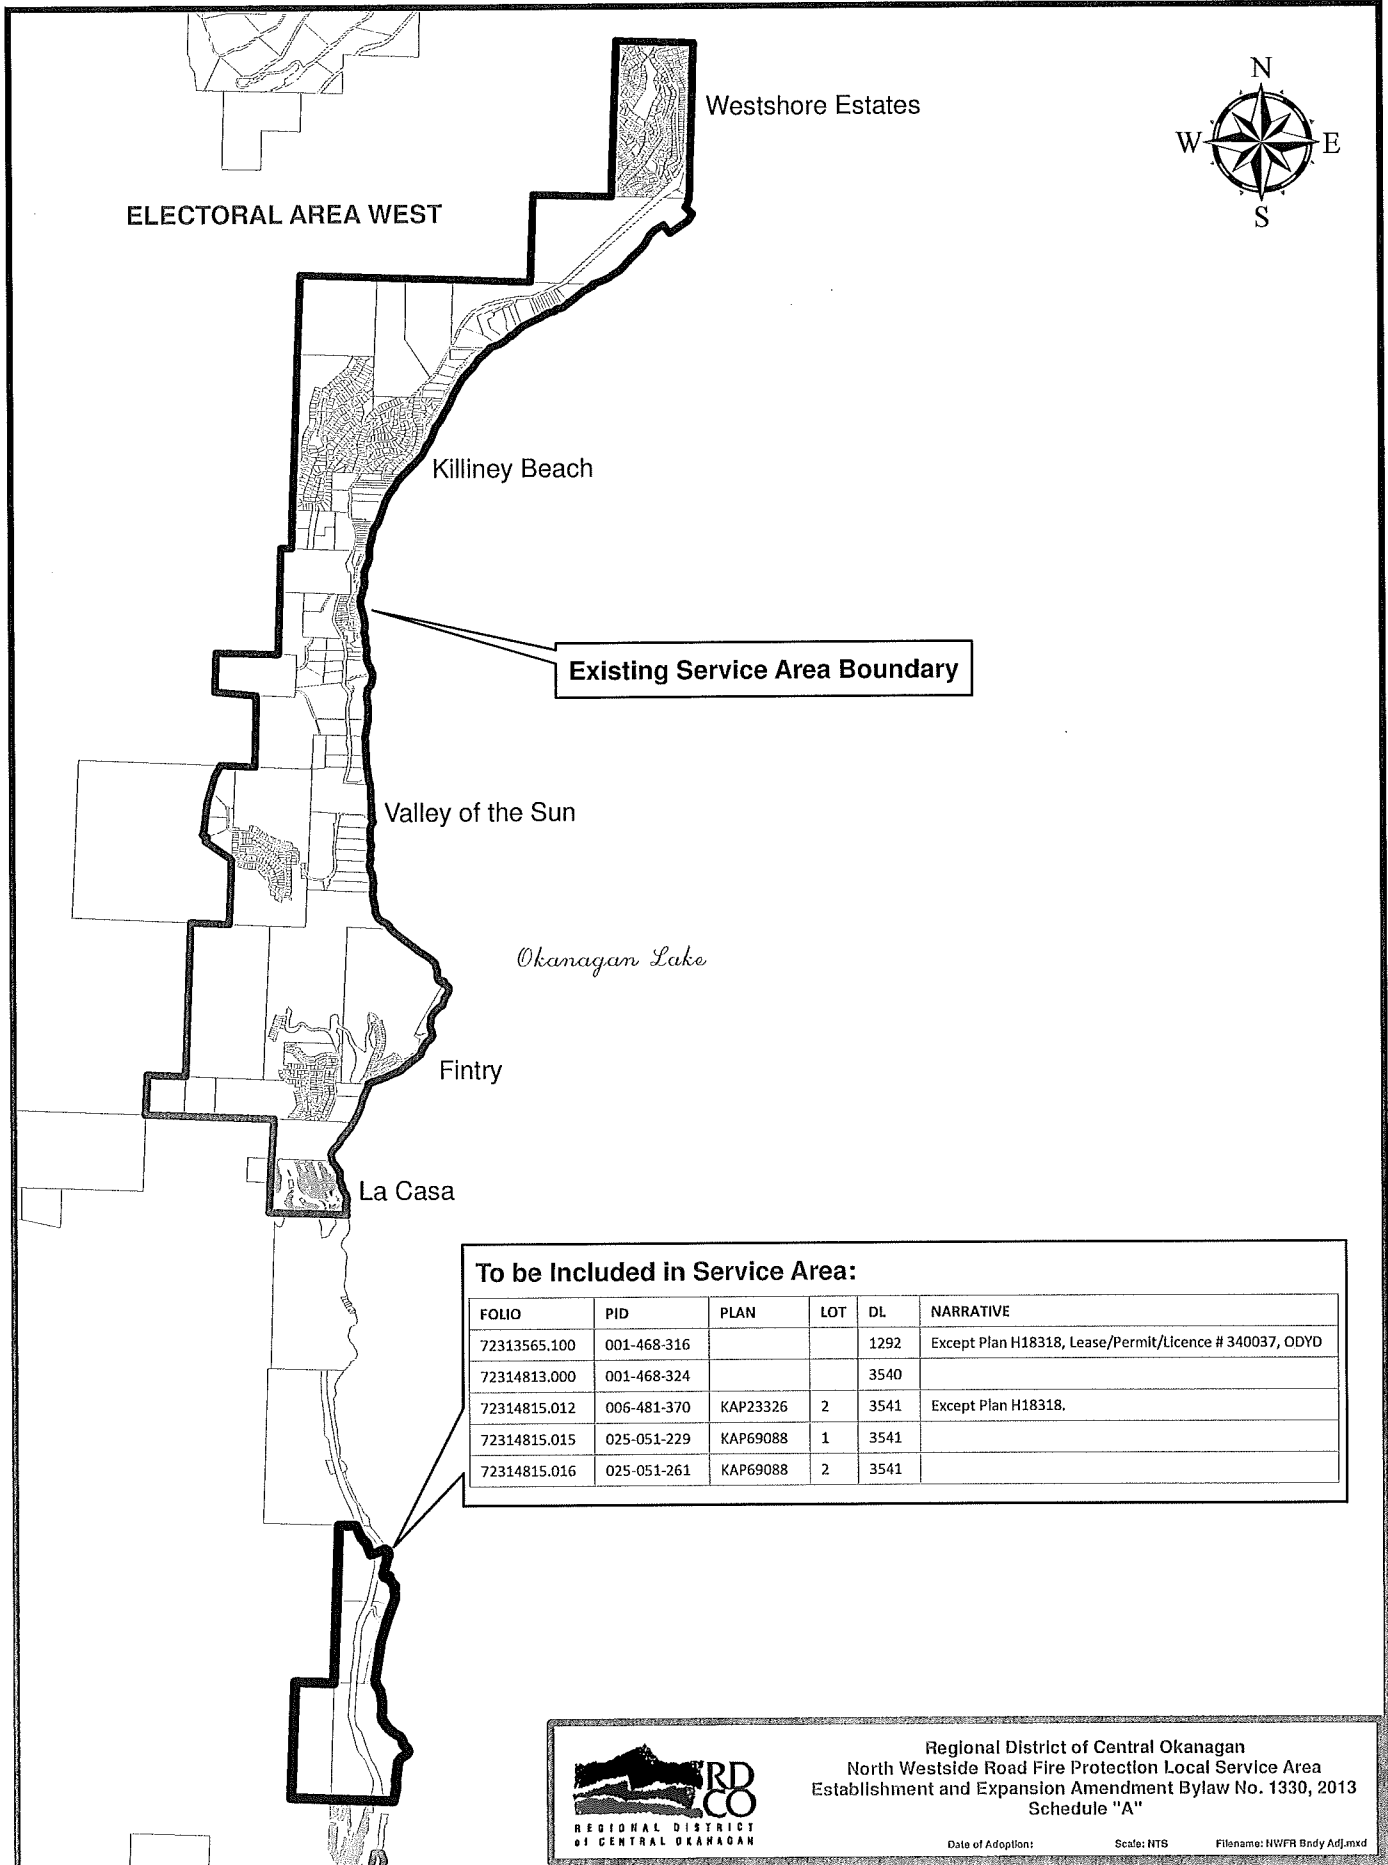 N
Westshore Estates
W E
S
ELECTORAL AREA WEST
Killiney Beach
Existing Service Area Boundary
Valley of the Sun
Okanagan Lake
Fintry
La Casa
To be Included in Service Area:
FOLIO PID PLAN LOT DL NARRATIVE
72313565.100 001-468-316 1292 Except Plan H18318, Lease/Permit/Licence # 340037, ODYD
72314813.000 001-468-324 3540
72314815.012 006-481-370 KAP23326 2 3541 Except Plan H18318.
72314815.015 025-051-229 KAP69088 1 3541
72314815.016 025-051-261 KAP69088 2 3541
RD
CO
REGIONAL DISTRICT
of CENTRAL OKANAGAN
Regional District of Central Okanagan
North Westside Road Fire Protection Local Service Area
Establishment and Expansion Amendment Bylaw No. 1330, 2013
Schedule "A"
Date of Adoption: Scale: NTS Filename: NWFR Bndy Adj.mxd